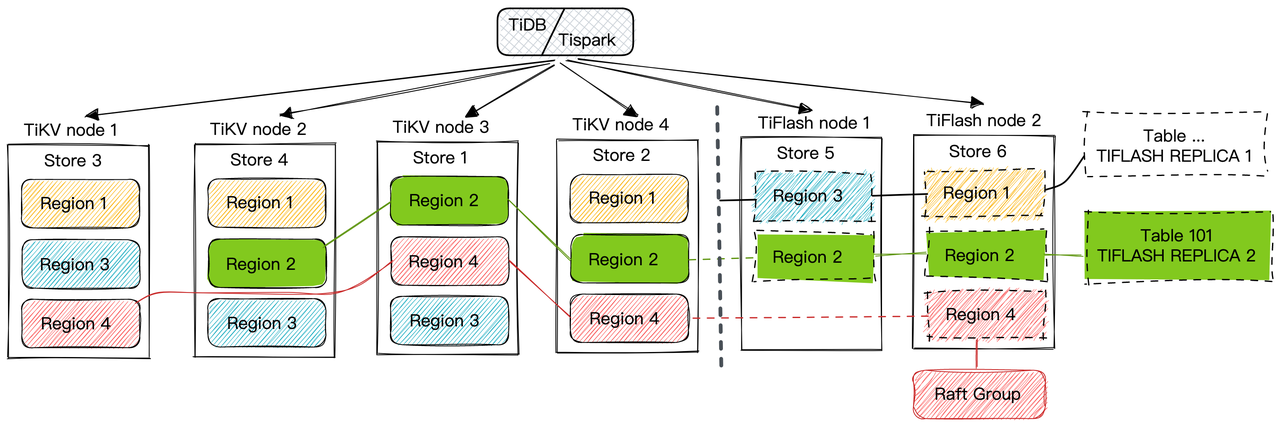 TiDB
Tispark
TiKV node 1
Store 3
Region 1
Region 3
Region 4
TiKV node 2
Store 4
Region 1
Region 2
Region 3
TiKV node 3
Store 1
Region 2
Region 4
Region 3
TiKV node 4
Store 2
Region 1
Region 2
Region 4
TiFlash node 1
Store 5
Region 3
Region 2
TiFlash node 2
Store 6
Region 1
Region 2
Region 4
Raft Group
Table ...
TIFLASH REPLICA 1
Table 101
TIFLASH REPLICA 2